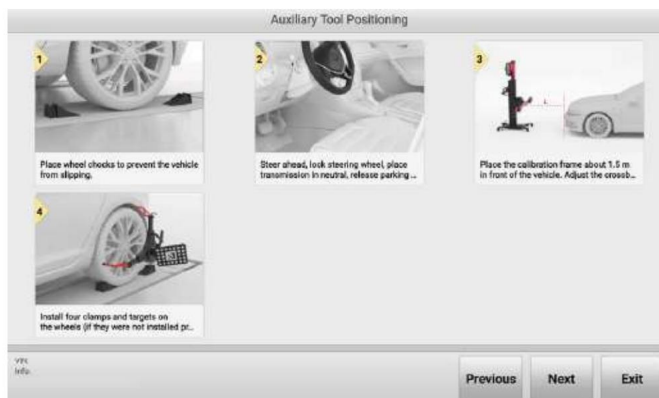 Auxiliary Tool Positioning
1
Place wheel chocks to prevent the vehicle
from slipping.
2
Steer ahead, lock steering wheel, place
transmission in neutral, release parking ...
3
L
Place the calibration frame about 1.5 m
in front of the vehicle. Adjust the crossb...
4
Install four clamps and targets on
the wheels (if they were not installed pr...
VIN:
Info:
Previous
Next
Exit